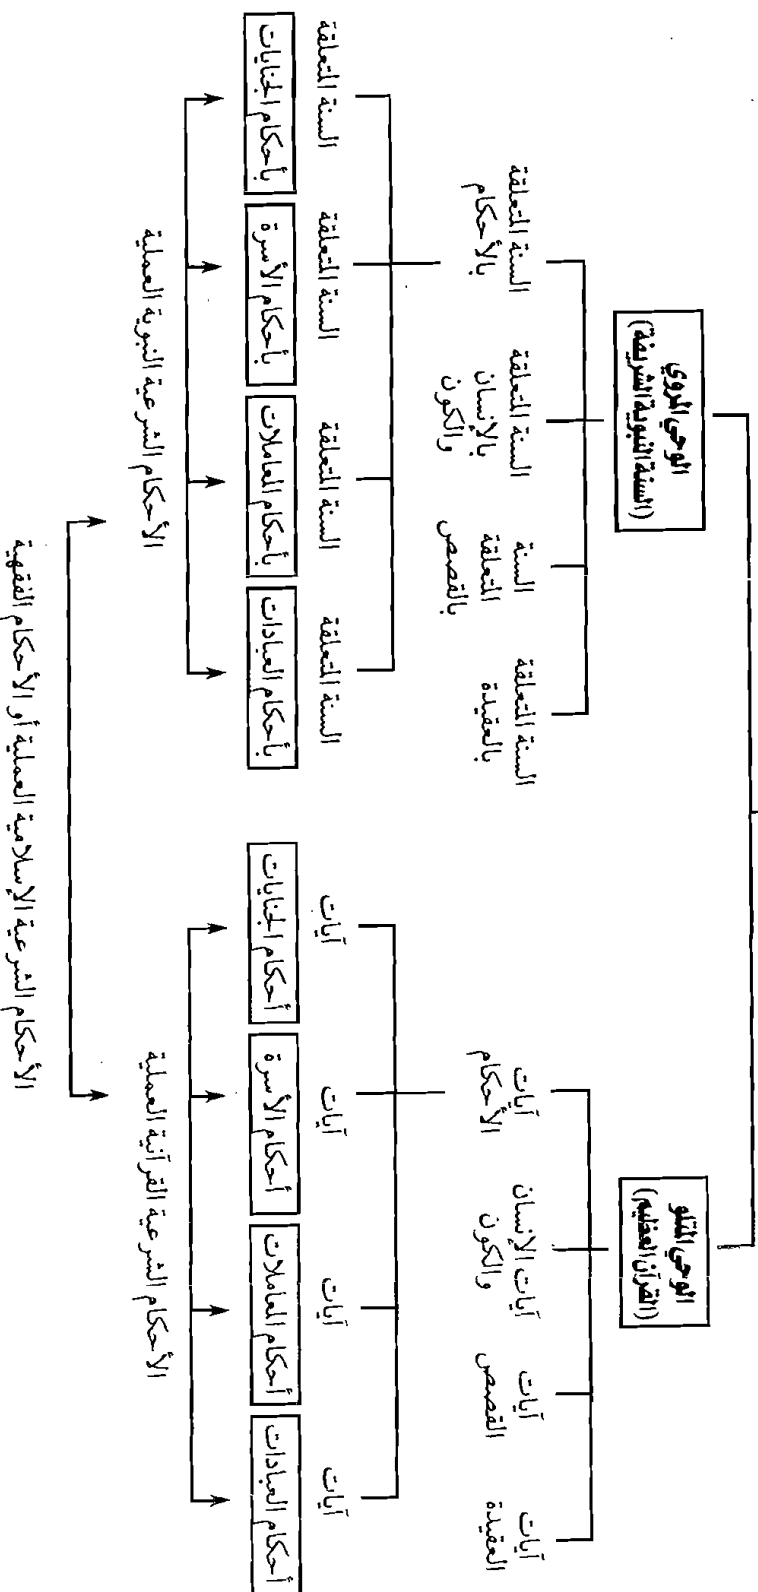 الوحي المتلو
(القرآن العظيم)
الوحي المروي
(السنة النبوية الشريفة)
آيات
العقيدة
آيات
القصص
آيات الإنسان
والكون
آيات
الأحكام
السنة المتعلقة
بالعقيدة
السنة
المتعلقة
بالقصص
السنة المتعلقة
بالإنسان
والكون
السنة المتعلقة
بالأحكام
آيات
أحكام العبادات
آيات
أحكام المعاملات
آيات
أحكام الأسرة
آيات
أحكام الجنايات
السنة المتعلقة
بأحكام العبادات
السنة المتعلقة
بأحكام المعاملات
السنة المتعلقة
بأحكام الأسرة
السنة المتعلقة
بأحكام الجنايات
الأحكام الشرعية القرآنية العملية
الأحكام الشرعية النبوية العملية
الأحكام الشرعية الإسلامية العملية أو الأحكام الفقهية